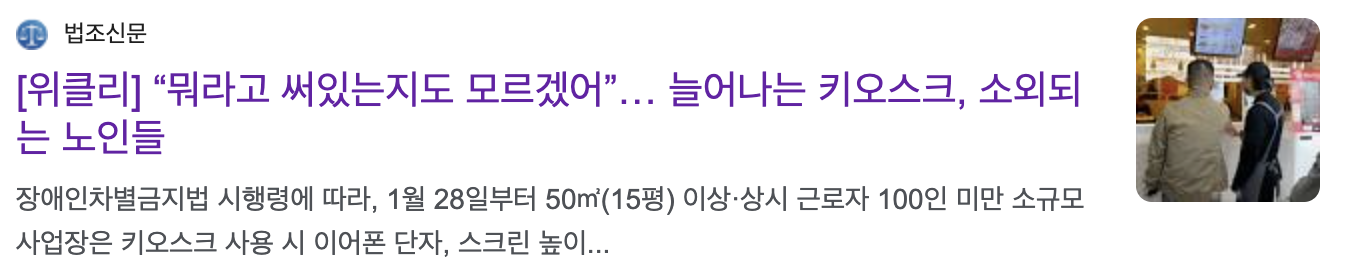 법조신문
[위클리] “뭐라고 써있는지도 모르겠어”… 늘어나는 키오스크, 소외되
는 노인들
장애인차별금지법 시행령에 따라, 1월 28일부터 50㎡(15평) 이상·상시 근로자 100인 미만 소규모
사업장은 키오스크 사용 시 이어폰 단자, 스크린 높이...